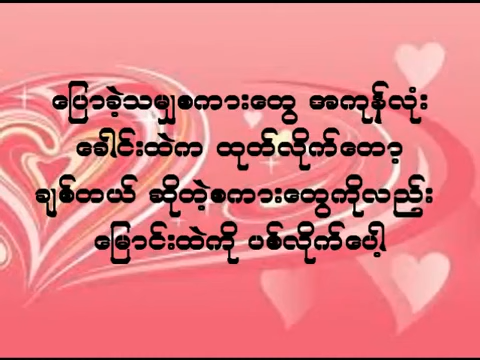 ပြောခဲ့သမျှစကားတွေ အကုန်လုံး
ခေါင်းထဲက ထုတ်လိုက်တော့
ချစ်တယ် ဆိုတဲ့စကားတွေကိုလည်း
မြောင်းထဲကို ပစ်လိုက်ပေါ့